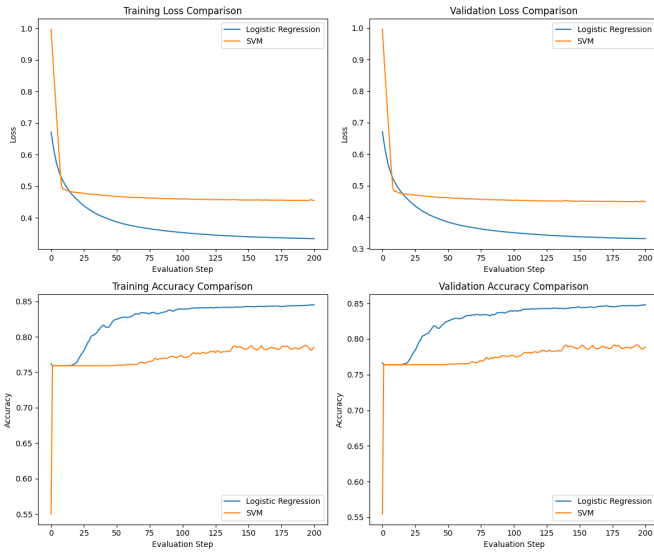 Training Loss Comparison
1.0
0.9
0.8
0.7
0.6
0.5
0.4
Loss
0 25 50 75 100 125 150 175 200
Evaluation Step
Logistic Regression
SVM
Validation Loss Comparison
1.0
0.9
0.8
0.7
0.6
0.5
0.4
0.3
Loss
0 25 50 75 100 125 150 175 200
Evaluation Step
Logistic Regression
SVM
Training Accuracy Comparison
0.85
0.80
0.75
0.70
0.65
0.60
0.55
Accuracy
0 25 50 75 100 125 150 175 200
Evaluation Step
Logistic Regression
SVM
Validation Accuracy Comparison
0.85
0.80
0.75
0.70
0.65
0.60
0.55
Accuracy
0 25 50 75 100 125 150 175 200
Evaluation Step
Logistic Regression
SVM